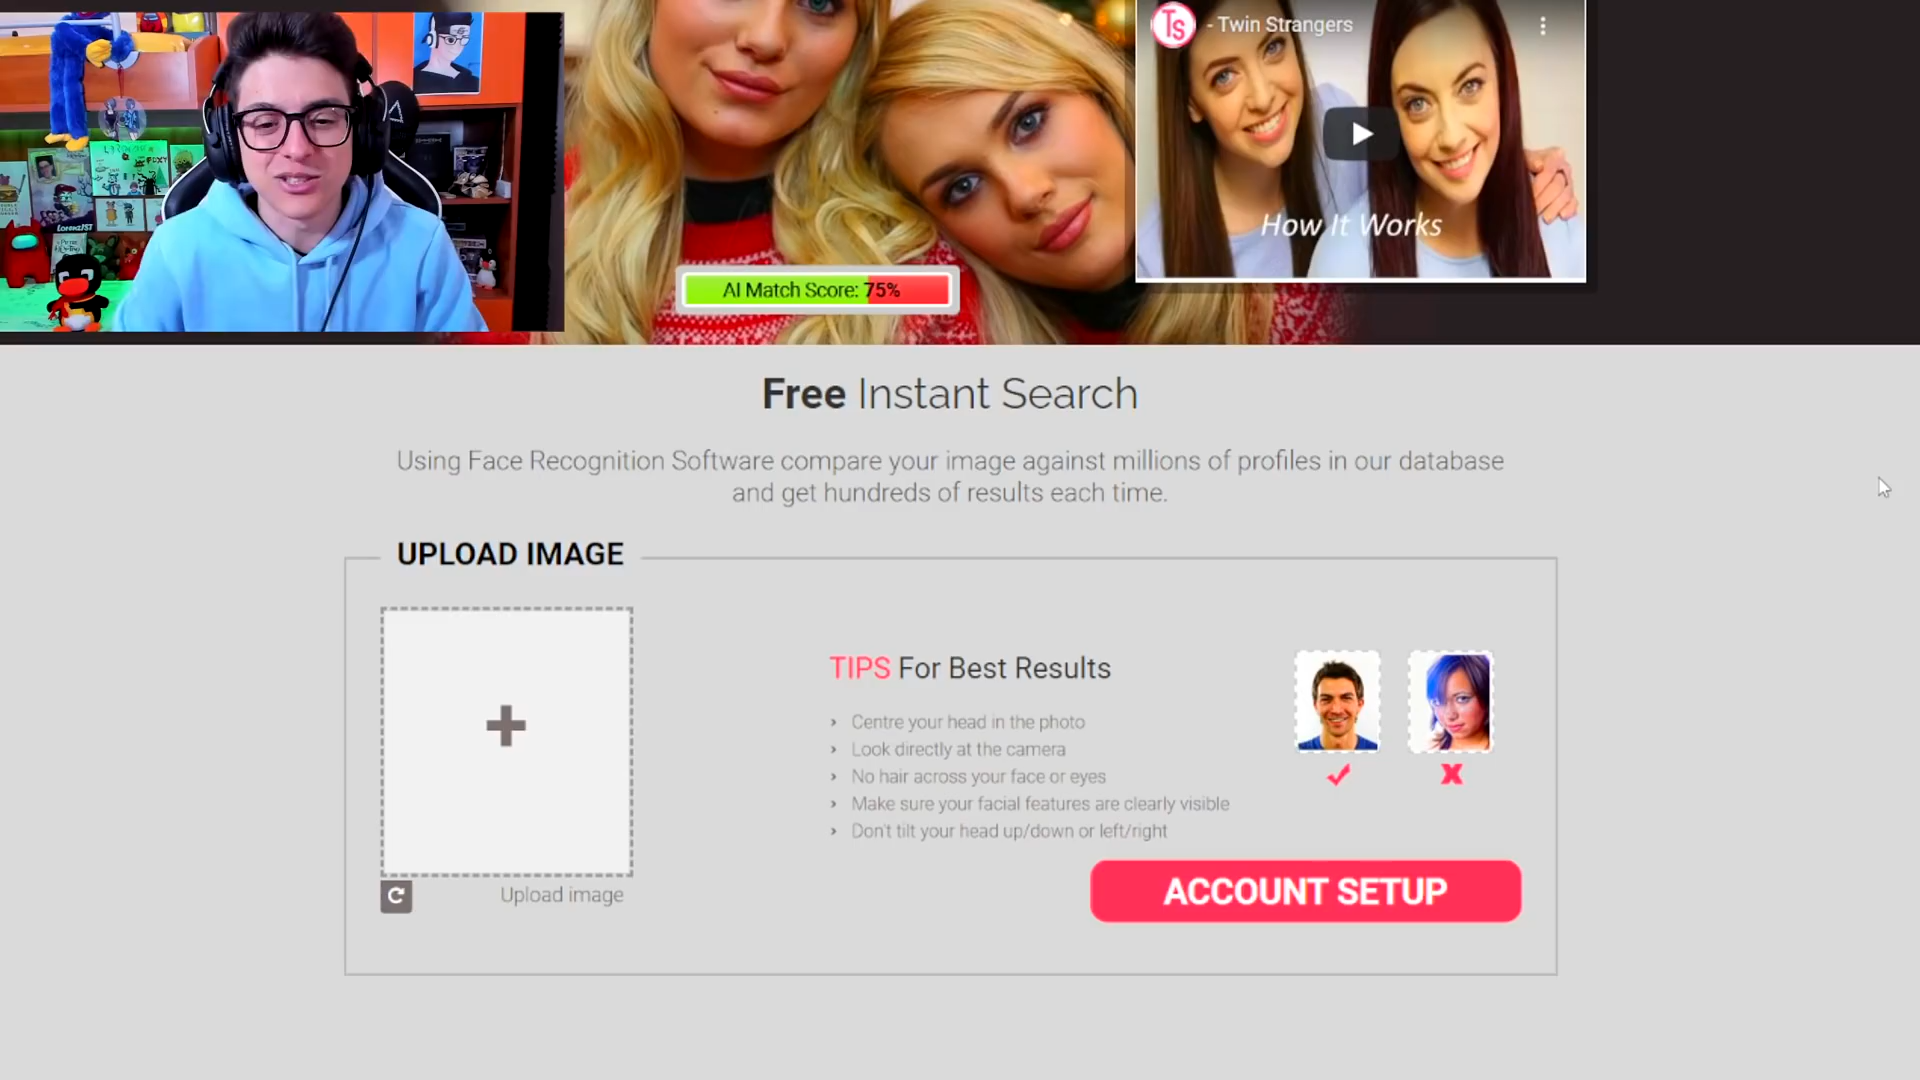 Ts - Twin Strangers
How It Works
AI Match Score: 75%
Free Instant Search
Using Face Recognition Software compare your image against millions of profiles in our database
and get hundreds of results each time.
UPLOAD IMAGE
Upload image
TIPS For Best Results
Centre your head in the photo
Look directly at the camera
No hair across your face or eyes
Make sure your facial features are clearly visible
Don't tilt your head up/down or left/right
ACCOUNT SETUP